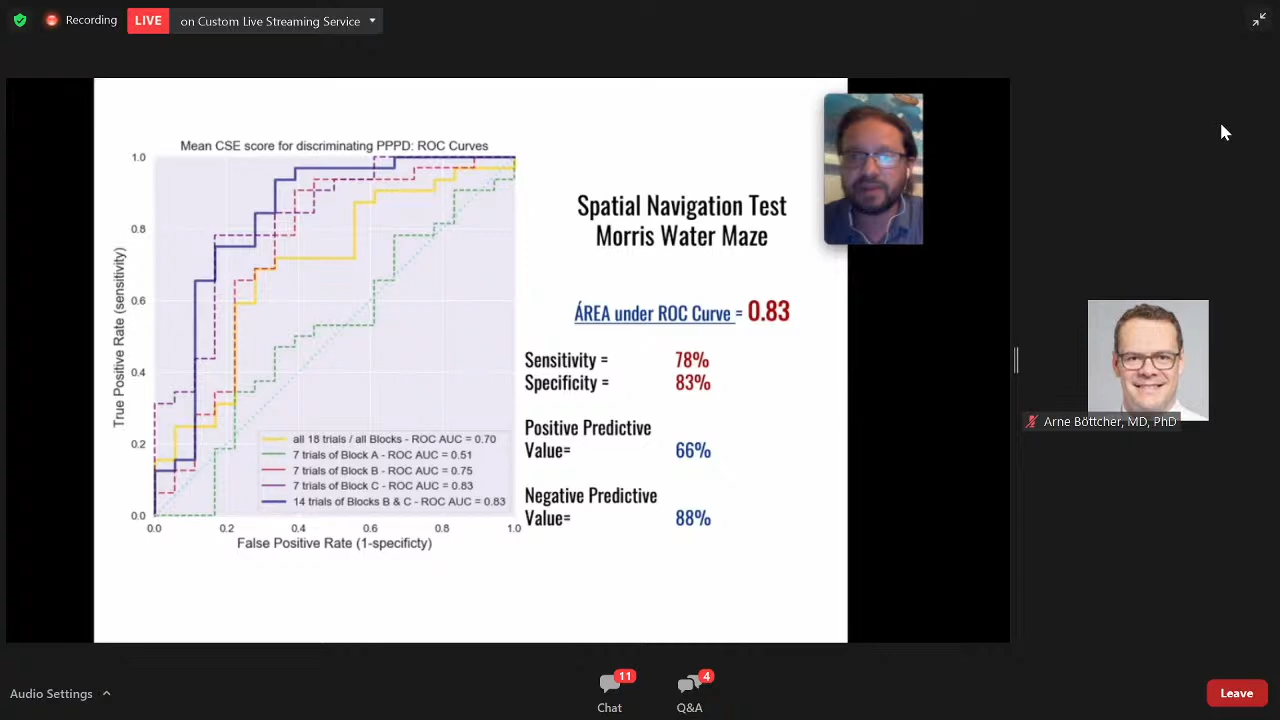 Recording
LIVE
on Custom Live Streaming Service
Mean CSE score for discriminating PPPD: ROC Curves
1.0
0.8
0.6
0.4
0.2
0.0
True Positive Rate (sensitivity)
all 18 trials / all Blocks - ROC AUC = 0.70
7 trials of Block A - ROC AUC = 0.51
7 trials of Block B - ROC AUC = 0.75
7 trials of Block C - ROC AUC = 0.83
14 trials of Blocks B & C - ROC AUC = 0.83
0.0 0.2 0.4 0.6 0.8 1.0
False Positive Rate (1-specificty)
Spatial Navigation Test
Morris Water Maze
ÁREA under ROC Curve = 0.83
Sensitivity = 78%
Specificity = 83%
Positive Predictive
Value= 66%
Negative Predictive
Value= 88%
Arne Böttcher, MD, PhD
Audio Settings
11
Chat
4
Q&A
Leave